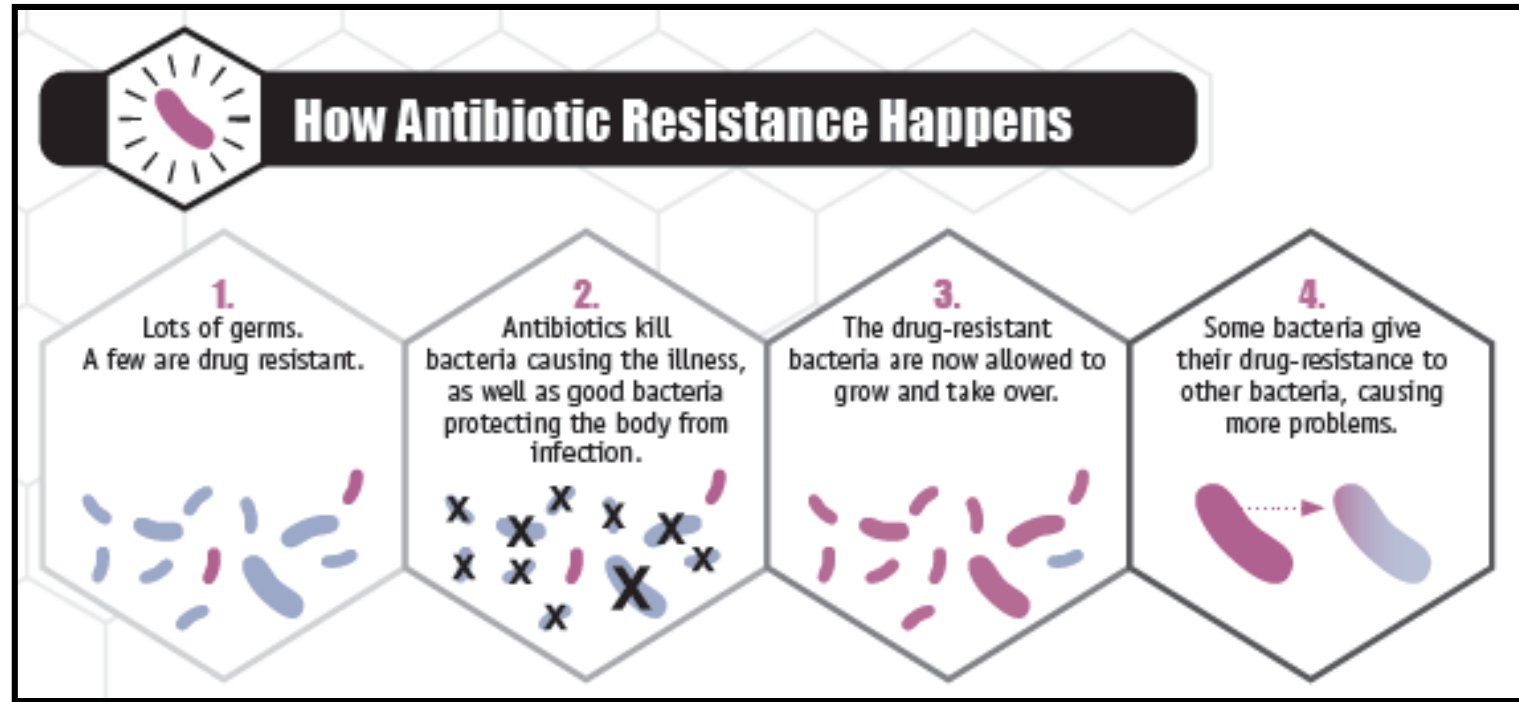 How Antibiotic Resistance Happens
1.
Lots of germs.
A few are drug resistant.
2.
Antibiotics kill
bacteria causing the illness,
as well as good bacteria
protecting the body from
infection.
X
X
X
X
X
X
X
X
X
X
3.
The drug-resistant
bacteria are now allowed to
grow and take over.
4.
Some bacteria give
their drug-resistance to
other bacteria, causing
more problems.